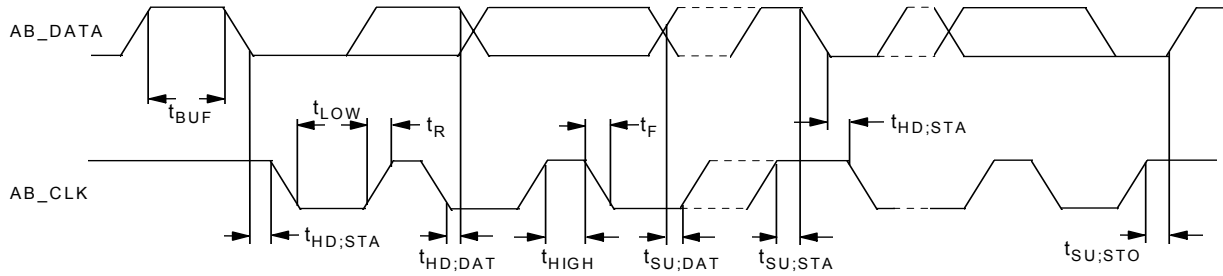 AB_DATA
tBUF
tLOW
tR
tF
tHD;STA
AB_CLK
tHD;STA
tHD;DAT
tHIGH
tSU;DAT
tSU;STA
tSU;STO